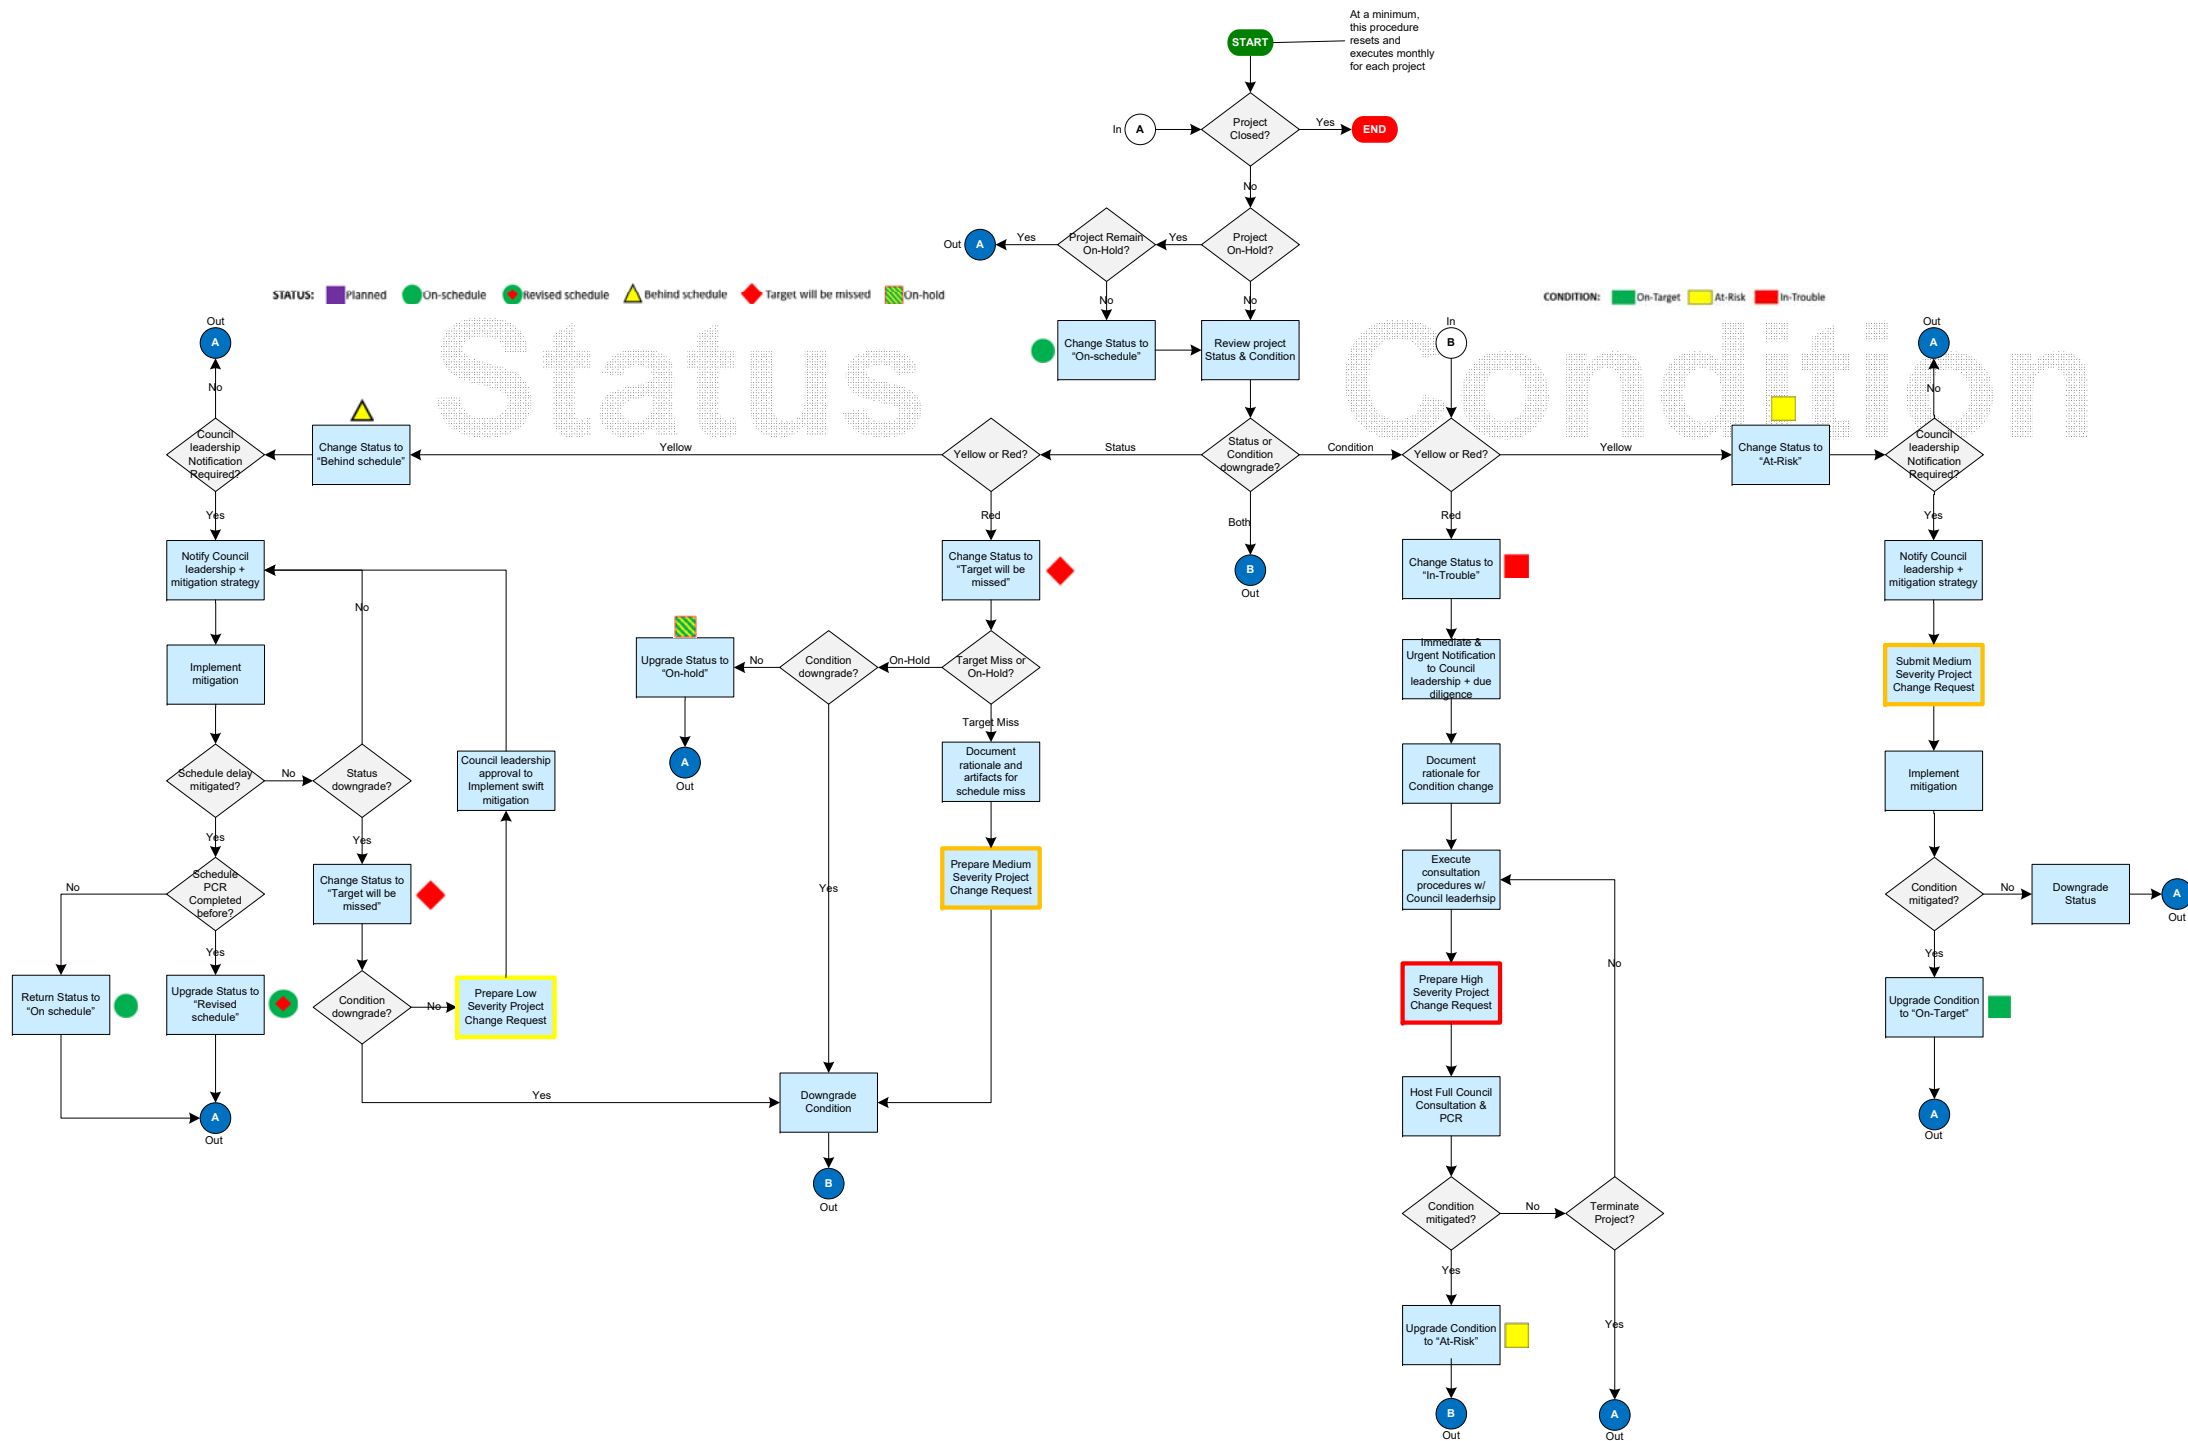 At a minimum,
this procedure
resets and
executes monthly
for each project
START
In
A
Project
Closed?
Yes
END
No
Out
A
Yes
Project Remain
On-Hold?
Yes
Project
On-Hold?
No
No
STATUS:
Planned
On-schedule
Revised schedule
Behind schedule
Target will be missed
On-hold
CONDITION:
On-Target
At-Risk
In-Trouble
Status
Condition
Change Status to
“On-schedule”
Review project
Status & Condition
In
B
Out
A
No
Out
A
No
Council
leadership
Notification
Required?
Change Status to
“Behind schedule”
Yellow
Yellow or Red?
Status
Status or
Condition
downgrade?
Condition
Yellow or Red?
Yellow
Change Status to
“At-Risk”
Council
leadership
Notification
Required?
Yes
Red
Both
Red
Yes
Notify Council
leadership +
mitigation strategy
No
Change Status to
“Target will be
missed”
B
Out
Change Status to
“In-Trouble”
Notify Council
leadership +
mitigation strategy
Implement
mitigation
Upgrade Status to
“On-hold”
No
Condition
downgrade?
On-Hold
Target Miss or
On-Hold?
Immediate &
Urgent Notification
to Council
leadership + due
diligence
Submit Medium
Severity Project
Change Request
Target Miss
Schedule delay
mitigated?
No
Status
downgrade?
Council leadership
approval to
Implement swift
mitigation
A
Out
Document
rationale and
artifacts for
schedule miss
Document
rationale for
Condition change
Implement
mitigation
Yes
Yes
Schedule
PCR
Completed
before?
No
Change Status to
“Target will be
missed”
Yes
Prepare Medium
Severity Project
Change Request
Execute
consultation
procedures w/
Council leaderhsip
Condition
mitigated?
No
Downgrade
Status
A
Out
Yes
No
Yes
Return Status to
“On schedule”
Upgrade Status to
“Revised
schedule”
Condition
downgrade?
No
Prepare Low
Severity Project
Change Request
Prepare High
Severity Project
Change Request
Upgrade Condition
to “On-Target”
Yes
Downgrade
Condition
Host Full Council
Consultation &
PCR
A
Out
A
Out
B
Out
Condition
mitigated?
No
Terminate
Project?
Yes
Yes
Upgrade Condition
to “At-Risk”
B
Out
A
Out